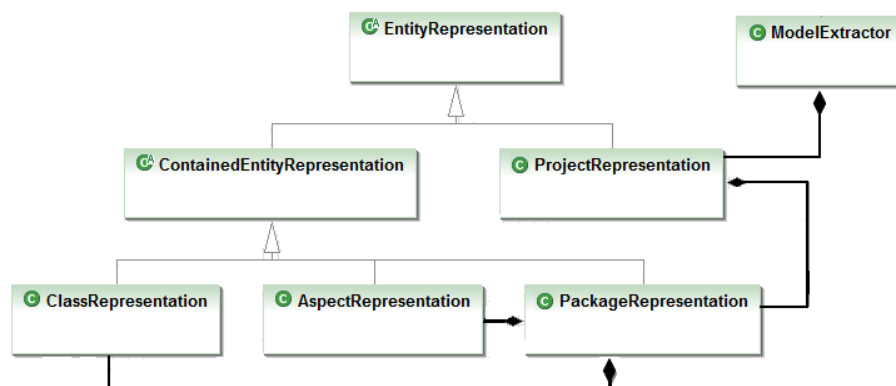 EntityRepresentation
ModelExtractor
ContainedEntityRepresentation
ProjectRepresentation
ClassRepresentation
AspectRepresentation
PackageRepresentation